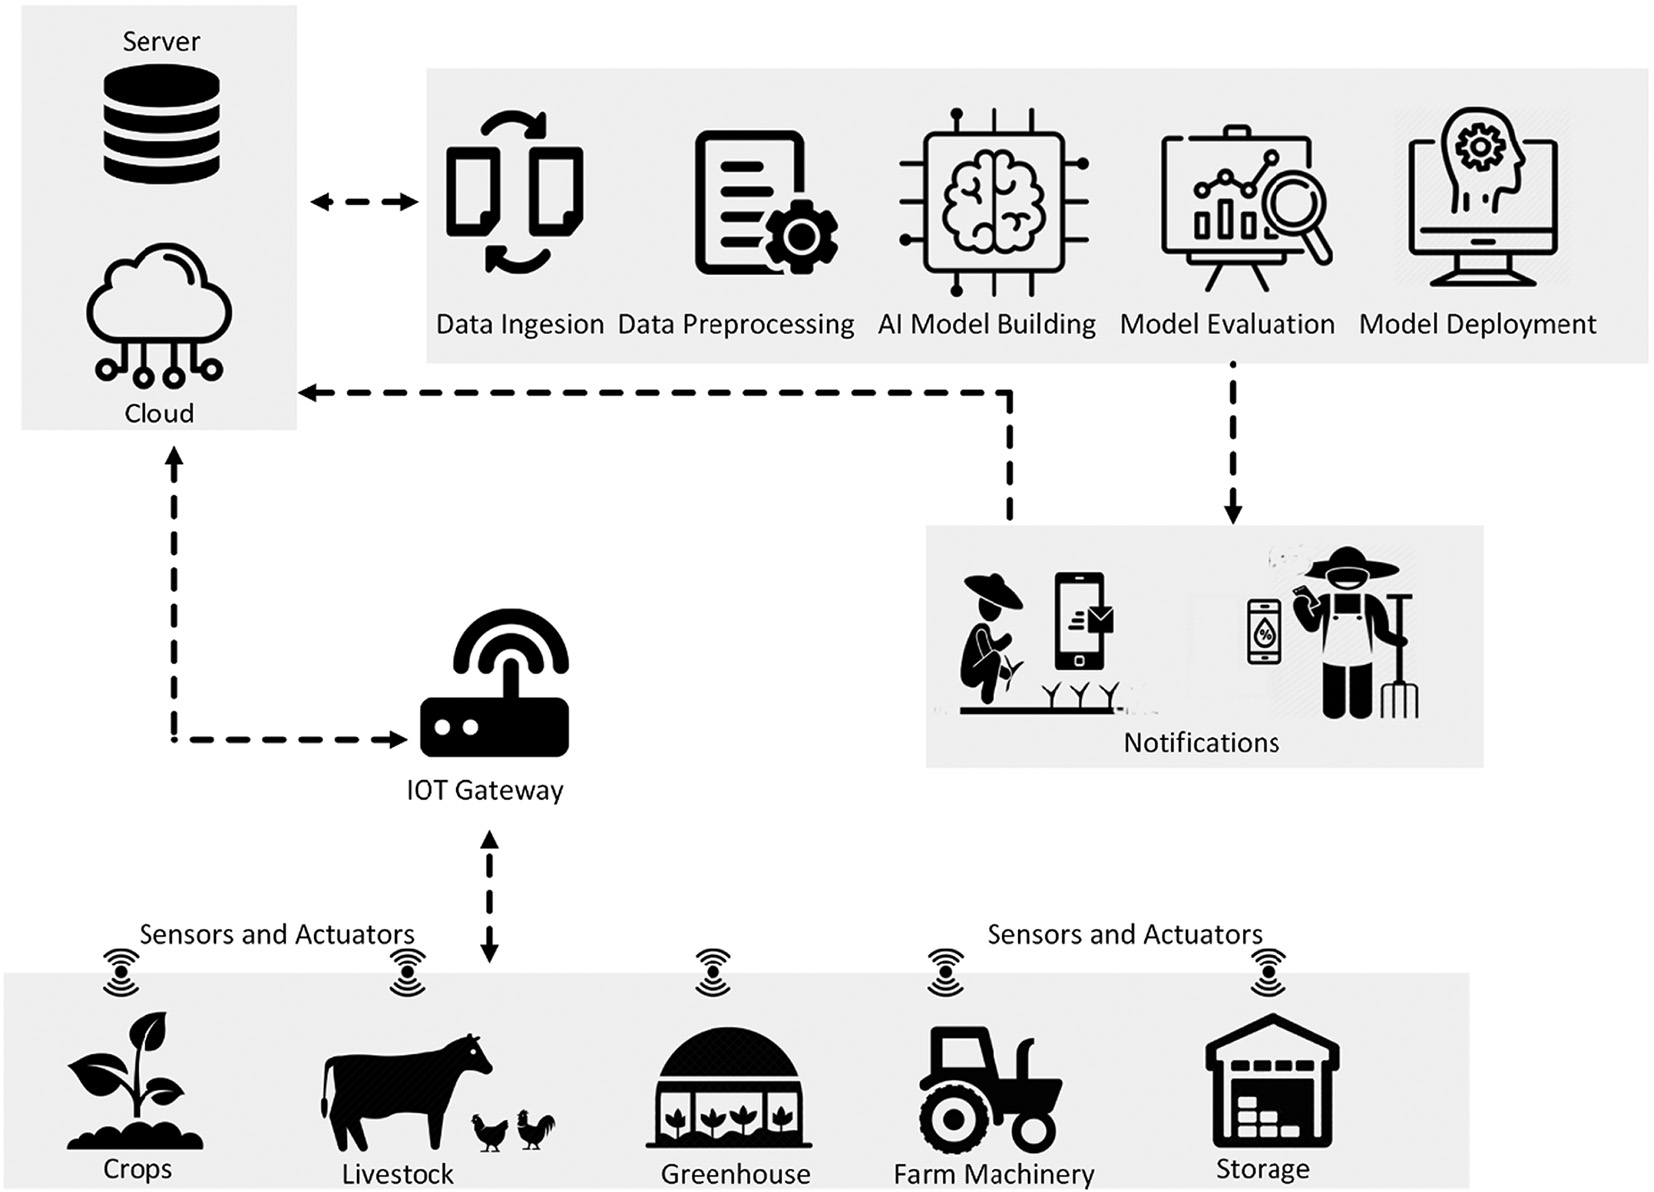 Server
Cloud
Data Ingesion
Data Preprocessing
AI Model Building
Model Evaluation
Model Deployment
%
Notifications
IOT Gateway
Sensors and Actuators
Sensors and Actuators
Crops
Livestock
Greenhouse
Farm Machinery
Storage